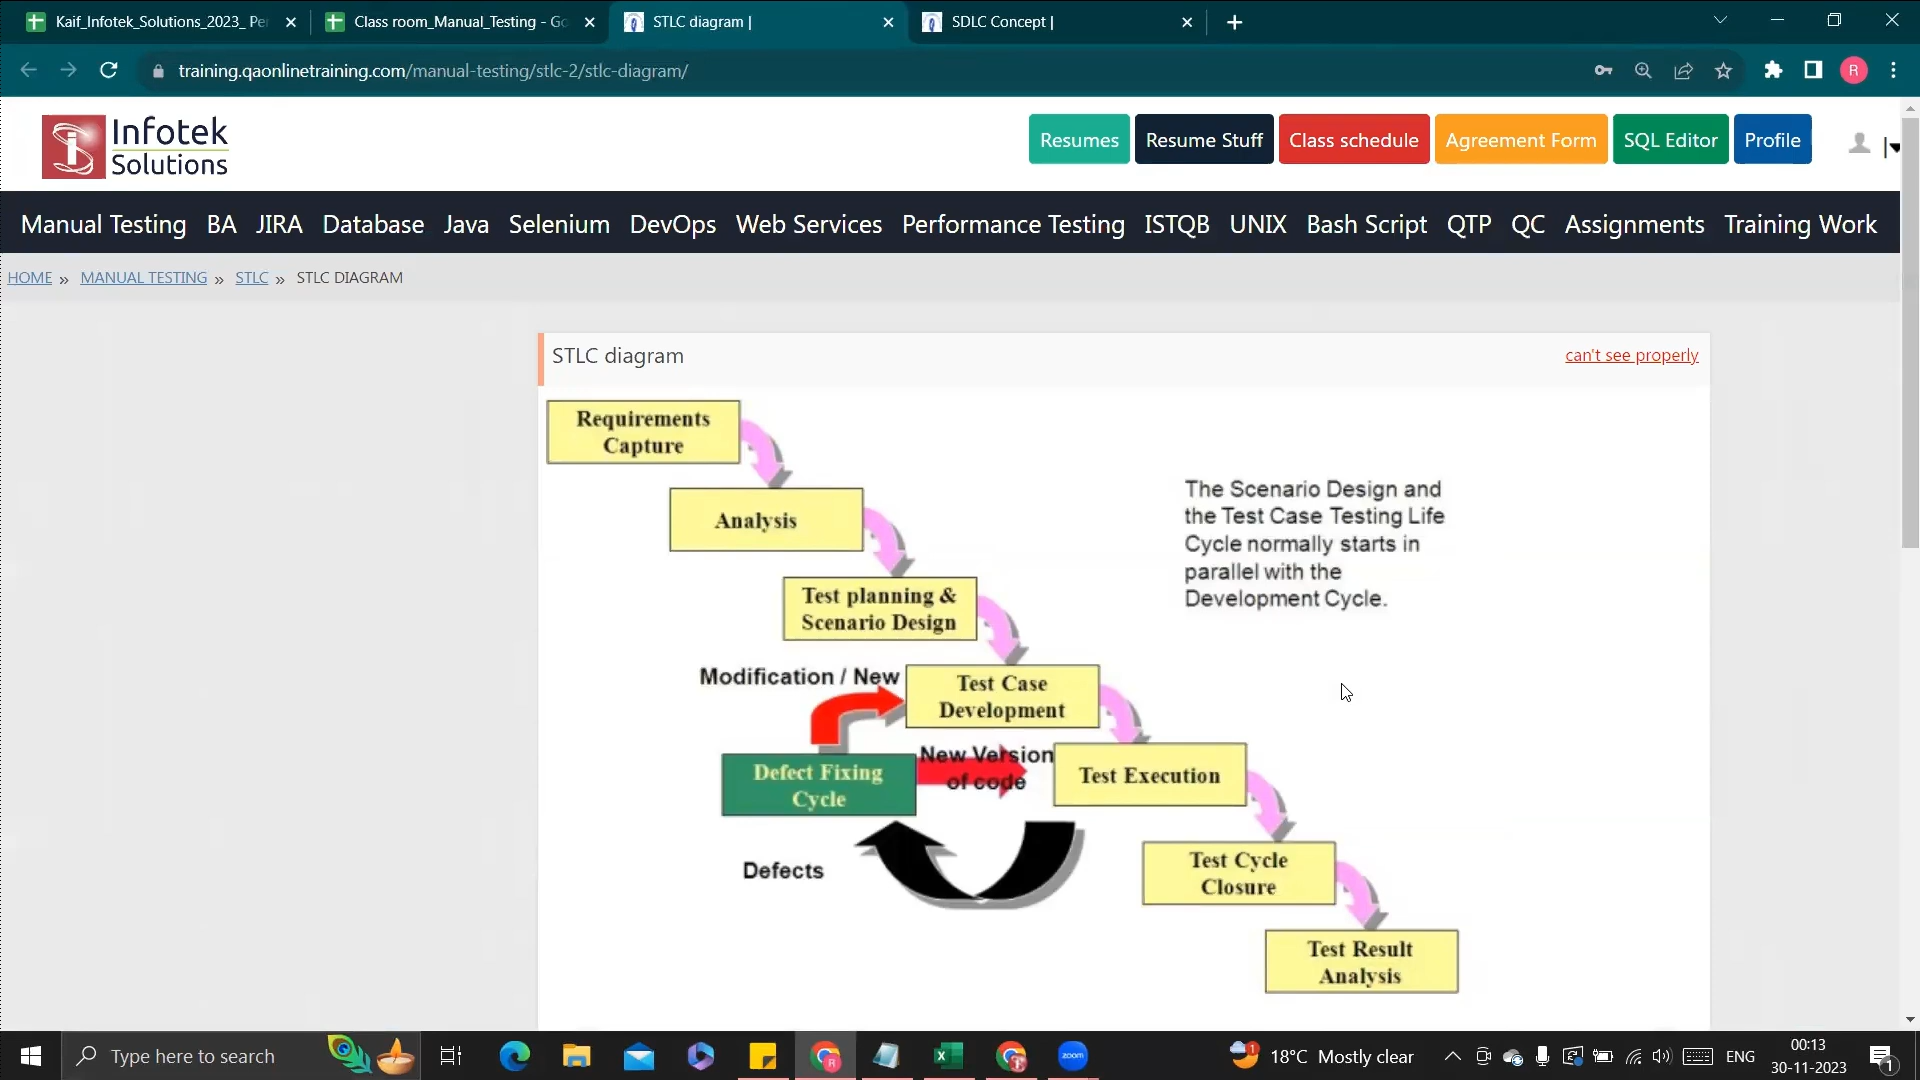 Kaif_Infotek_Solutions_2023_ Per
Class room_Manual_Testing - Go
STLC diagram |
SDLC Concept |
training.qaonlinetraining.com/manual-testing/stlc-2/stlc-diagram/
R
Infotek
Solutions
Resumes
Resume Stuff
Class schedule
Agreement Form
SQL Editor
Profile
Manual Testing BA JIRA Database Java Selenium DevOps Web Services Performance Testing ISTQB UNIX Bash Script QTP QC Assignments Training Work
HOME » MANUAL TESTING » STLC » STLC DIAGRAM
STLC diagram
can't see properly
Requirements
Capture
Analysis
The Scenario Design and
the Test Case Testing Life
Cycle normally starts in
parallel with the
Development Cycle.
Test planning &
Scenario Design
Modification / New
Test Case
Development
Defect Fixing
Cycle
New Version
of code
Test Execution
Defects
Test Cycle
Closure
Test Result
Analysis
Type here to search
zoom
1
18°C Mostly clear
ENG
00:13
30-11-2023
1